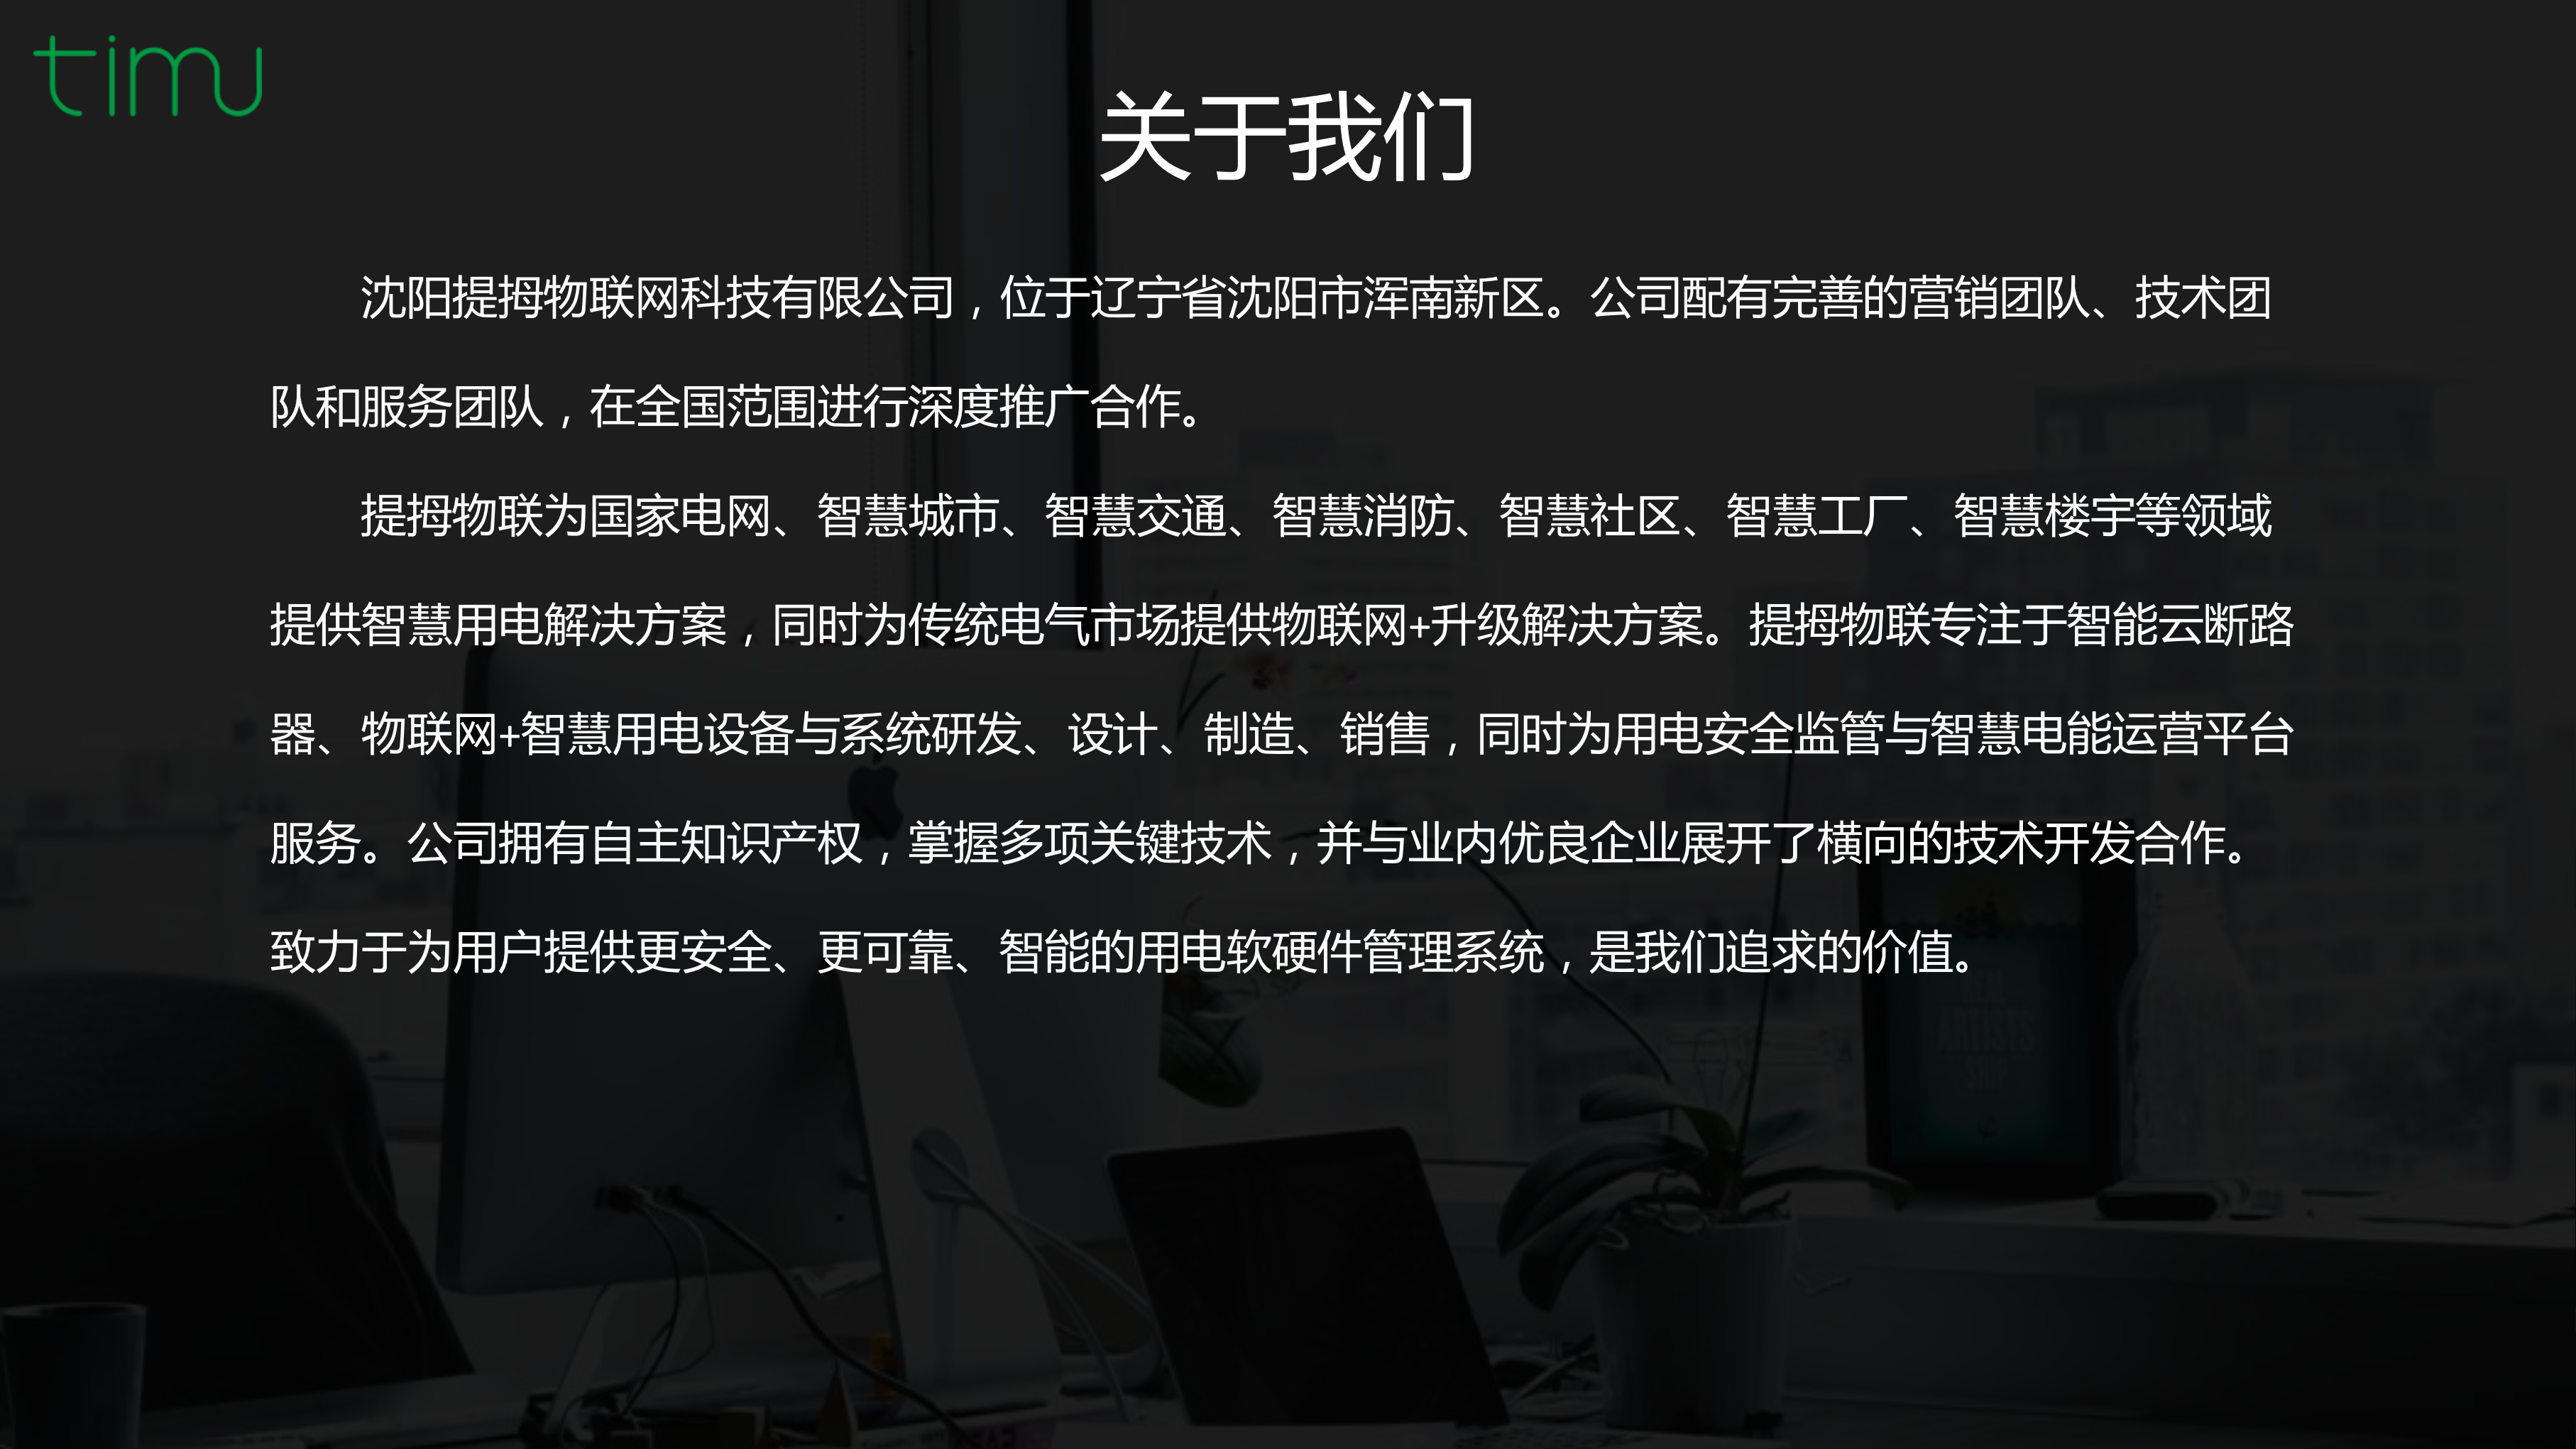 timu
关于我们
沈阳提拇物联网科技有限公司，位于辽宁省沈阳市浑南新区。公司配有完善的营销团队、技术团
队和服务团队，在全国范围进行深度推广合作。
提拇物联为国家电网、智慧城市、智慧交通、智慧消防、智慧社区、智慧工厂、智慧楼宇等领域
提供智慧用电解决方案，同时为传统电气市场提供物联网+升级解决方案。提拇物联专注于智能云断路
器、物联网+智慧用电设备与系统研发、设计、制造、销售，同时为用电安全监管与智慧电能运营平台
服务。公司拥有自主知识产权，掌握多项关键技术，并与业内优良企业展开了横向的技术开发合作。
致力于为用户提供更安全、更可靠、智能的用电软硬件管理系统，是我们追求的价值。
REAL
ARTISTS
SHIP